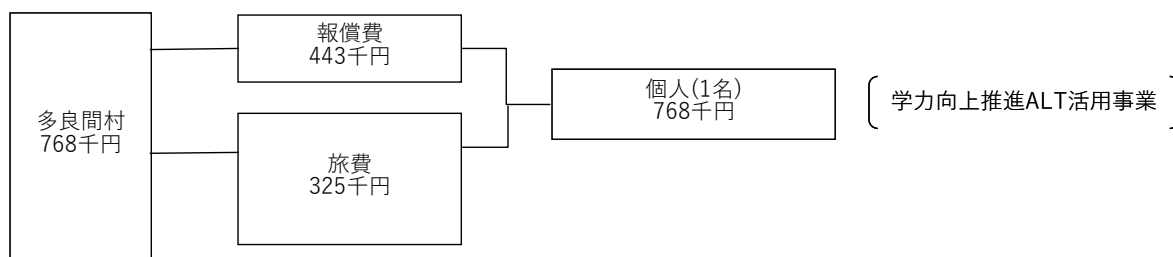 多良間村
768千円
報償費
443千円
旅費
325千円
個人(1名)
768千円
学力向上推進ALT活用事業